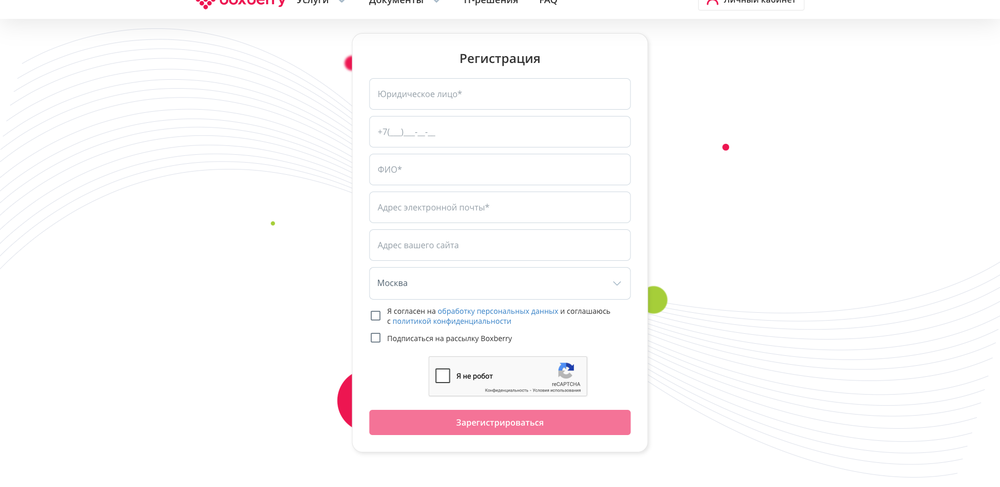 boxberry Услуги Документы IT-решения FAQ Личный кабинет
Регистрация
Юридическое лицо*
+7(___)___-__-__
ФИО*
Адрес электронной почты*
Адрес вашего сайта
Москва
Я согласен на обработку персональных данных и соглашаюсь
с политикой конфиденциальности
Подписаться на рассылку Boxberry
Я не робот
reCAPTCHA
Конфиденциальность - Условия использования
Зарегистрироваться